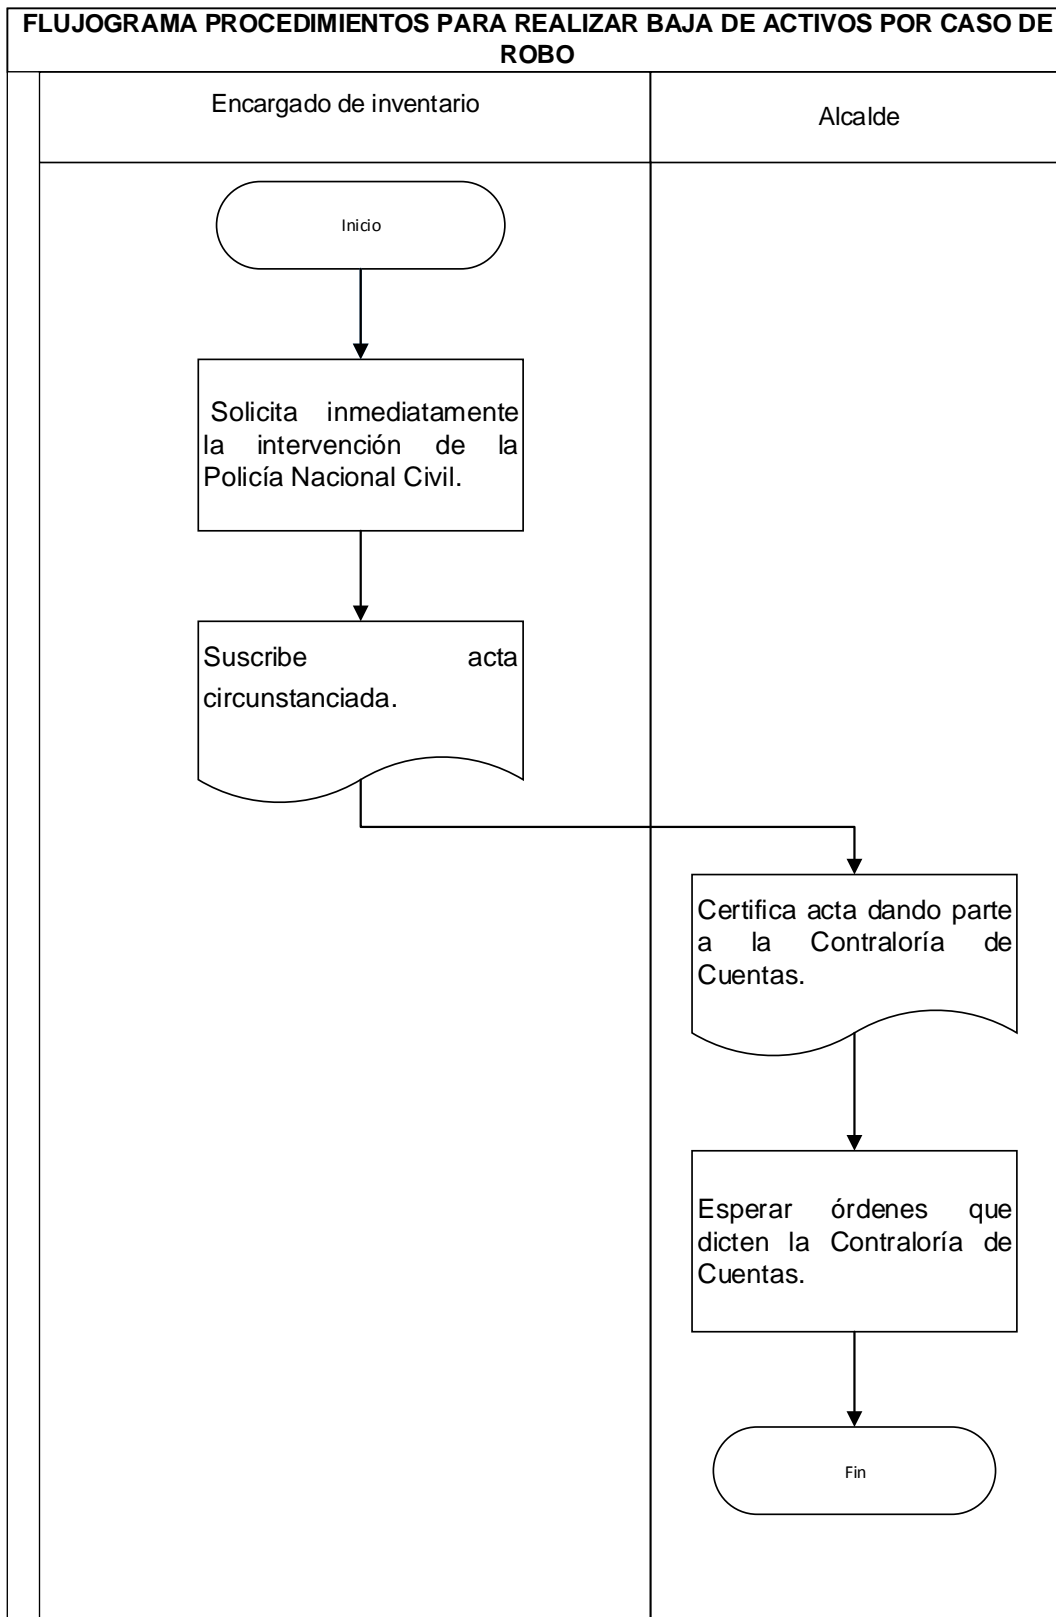 FLUJOGRAMA PROCEDIMIENTOS PARA REALIZAR BAJA DE ACTIVOS POR CASO DE
ROBO
Encargado de inventario
Alcalde
Inicio
Solicita inmediatamente
la intervención de la
Policía Nacional Civil.
Suscribe acta
circunstanciada.
Certifica acta dando parte
a la Contraloría de
Cuentas.
Esperar órdenes que
dicten la Contraloría de
Cuentas.
Fin